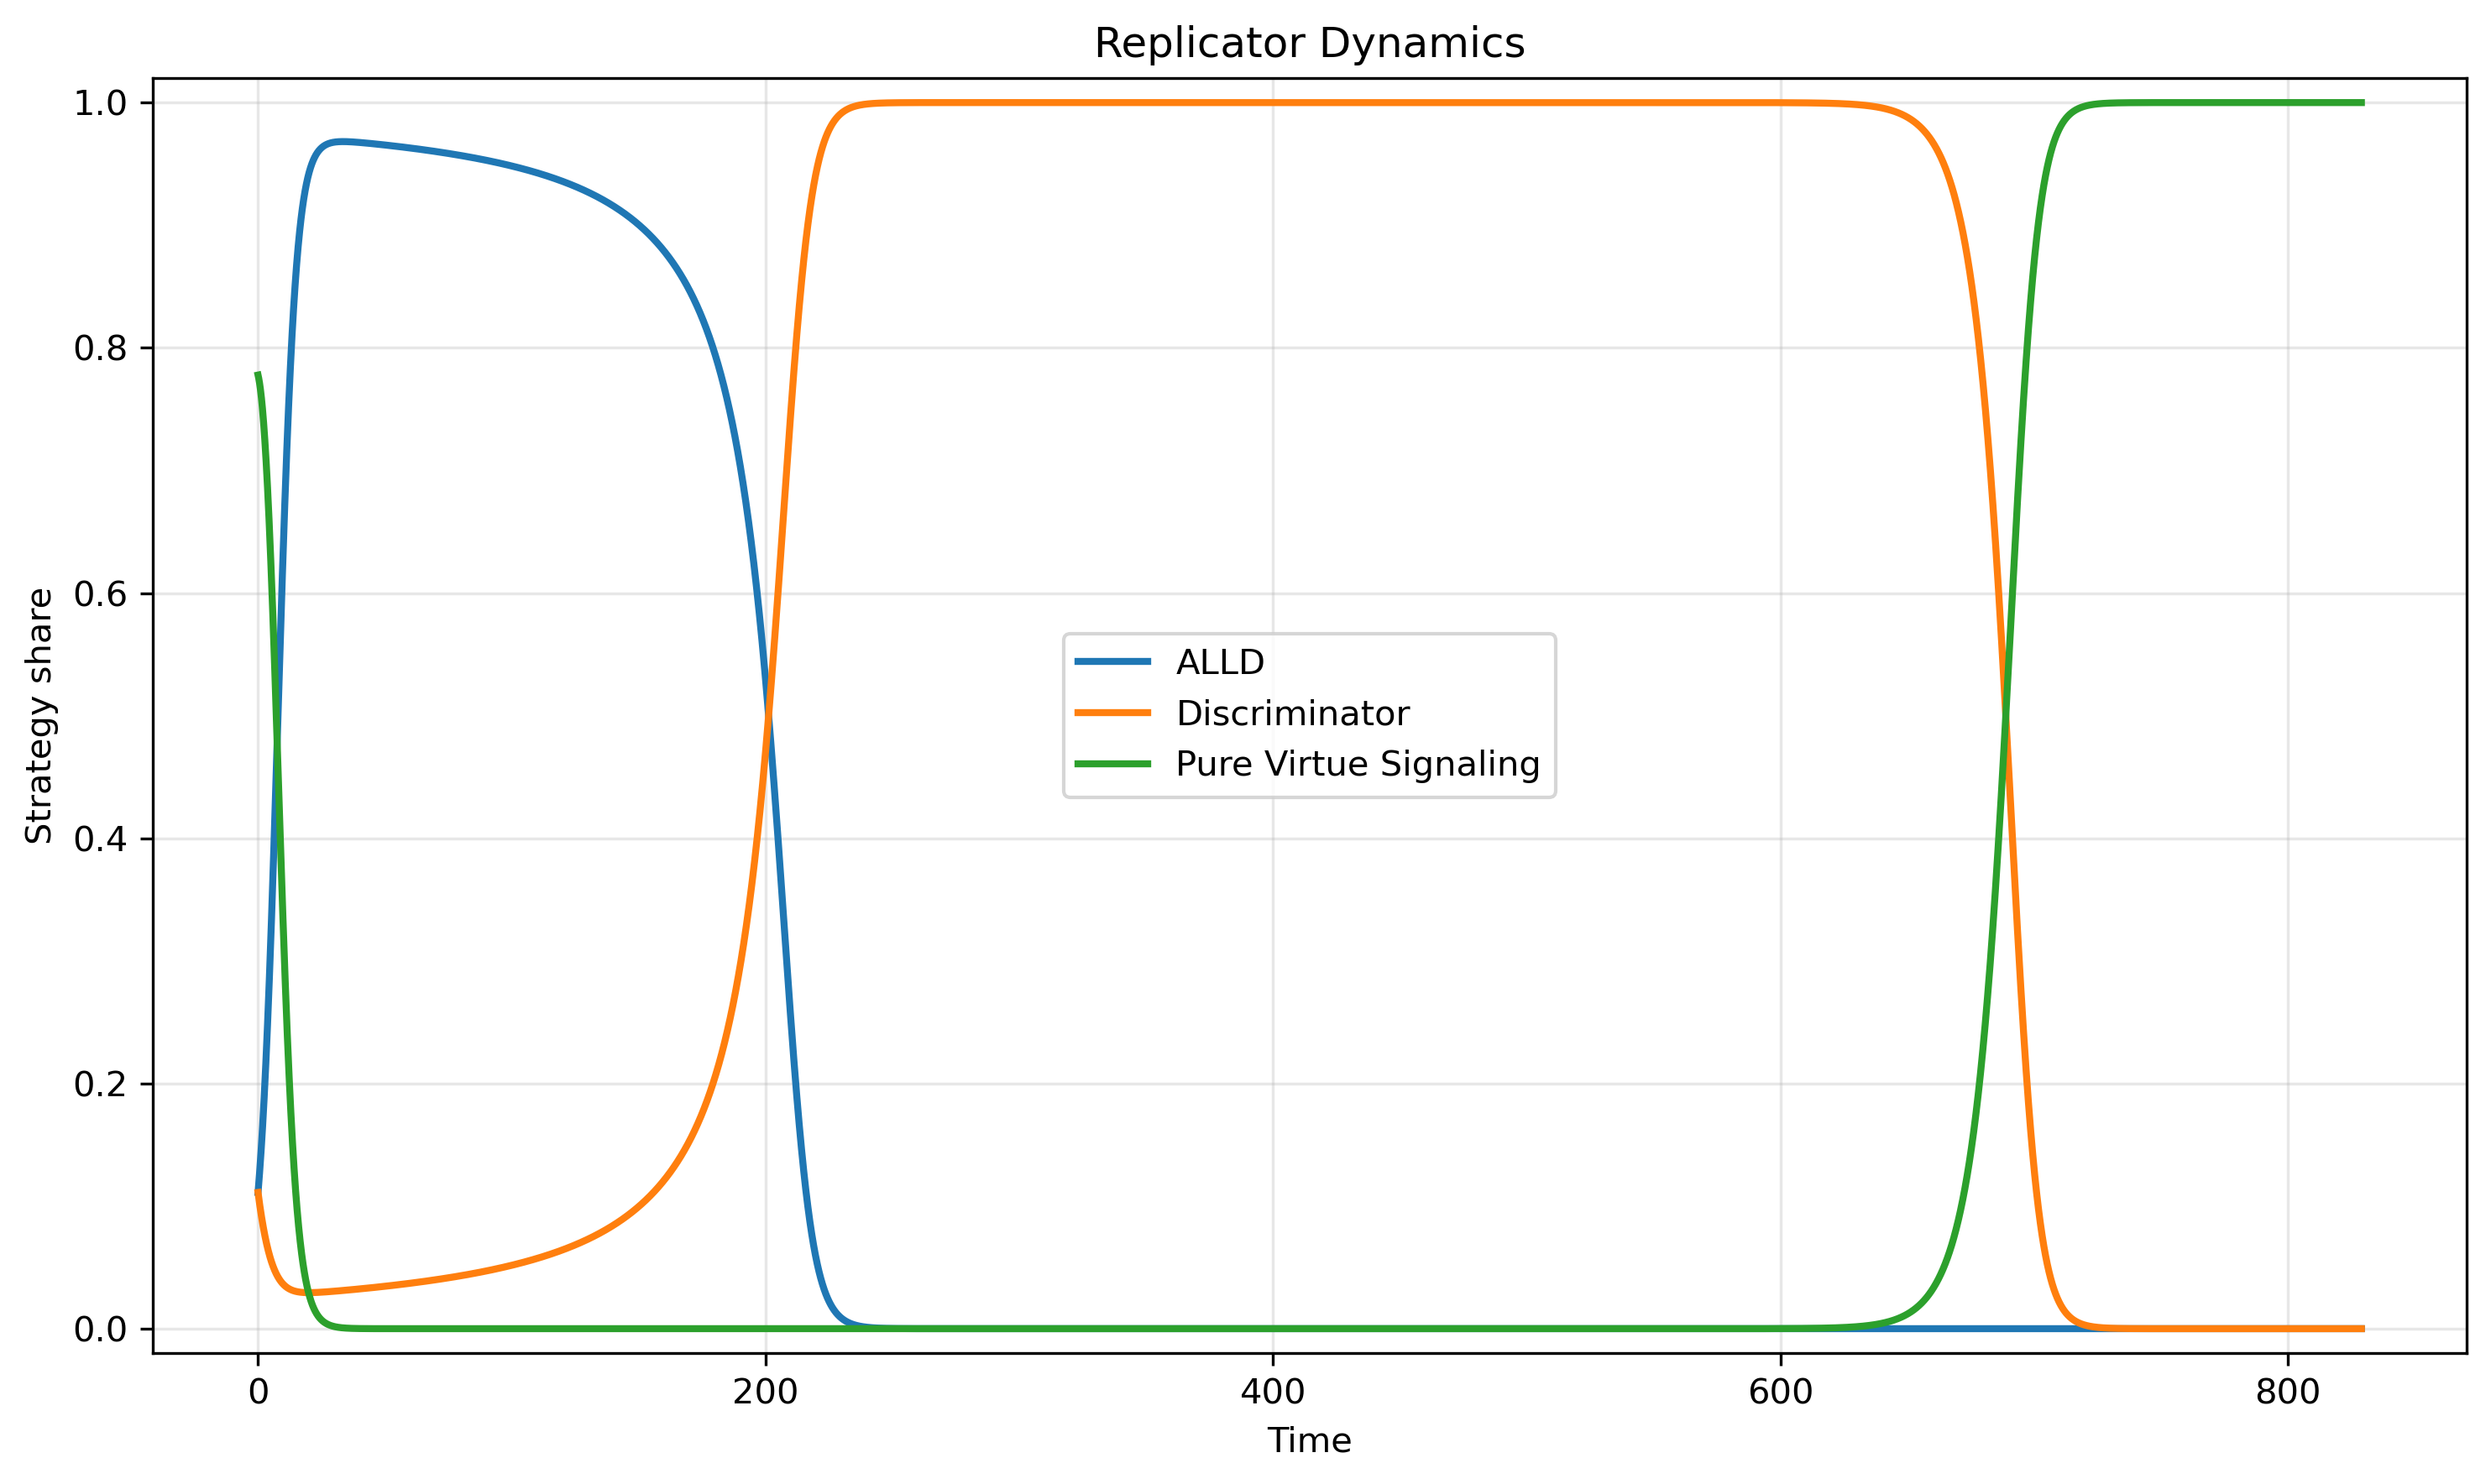 Replicator Dynamics
1.0
0.8
0.6
0.4
0.2
0.0
Strategy share
ALLD
Discriminator
Pure Virtue Signaling
0 200 400 600 800
Time